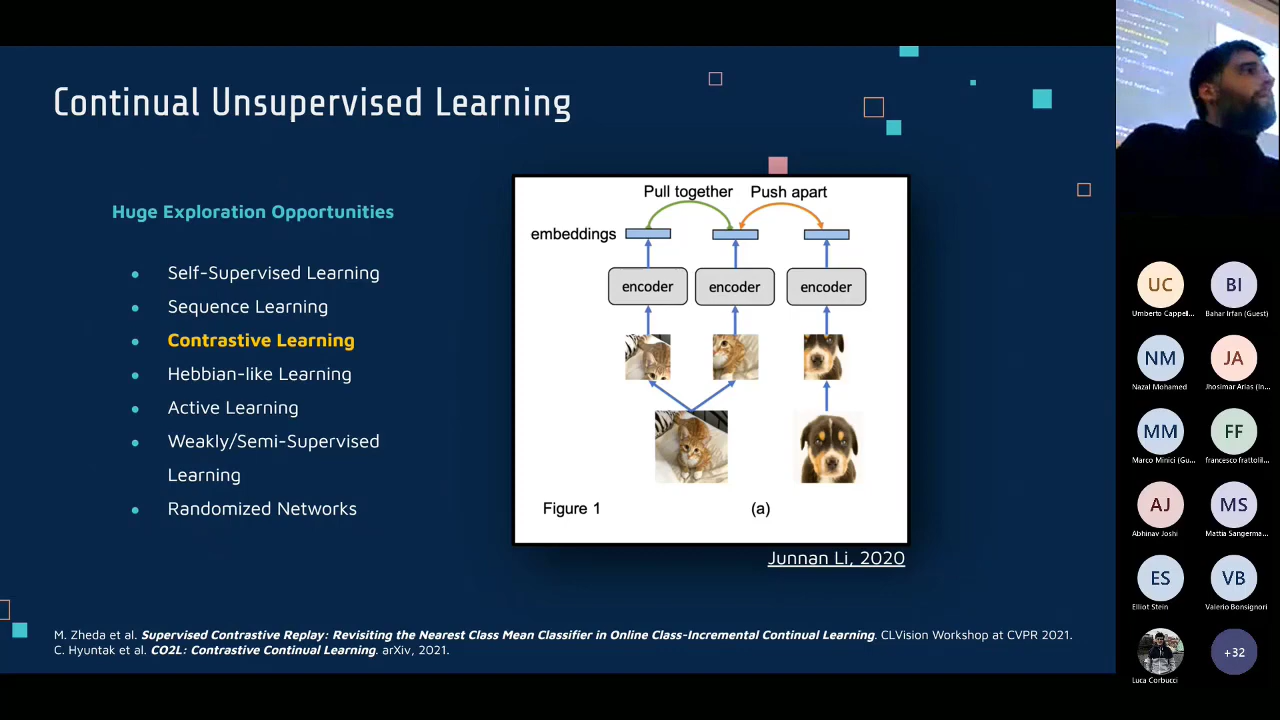 Continual Unsupervised Learning
Huge Exploration Opportunities
Self-Supervised Learning
Sequence Learning
Contrastive Learning
Hebbian-like Learning
Active Learning
Weakly/Semi-Supervised
Learning
Randomized Networks
Pull together Push apart
embeddings
encoder encoder encoder
Figure 1 (a)
Junnan Li, 2020
M. Zheda et al. Supervised Contrastive Replay: Revisiting the Nearest Class Mean Classifier in Online Class-Incremental Continual Learning. CLVision Workshop at CVPR 2021.
C. Hyuntak et al. CO2L: Contrastive Continual Learning. arXiv, 2021.
UC BI
Umberto Cappell... Bahar Irfan (Guest)
NM JA
Nazal Mohamed Jhosimar Arias (In...
MM FF
Marco Minici (Gu... francesco frattolil...
AJ MS
Abhinav Joshi Mattia Sangerma...
ES VB
Elliot Stein Valerio Bonsignori
+32
Luca Corbucci